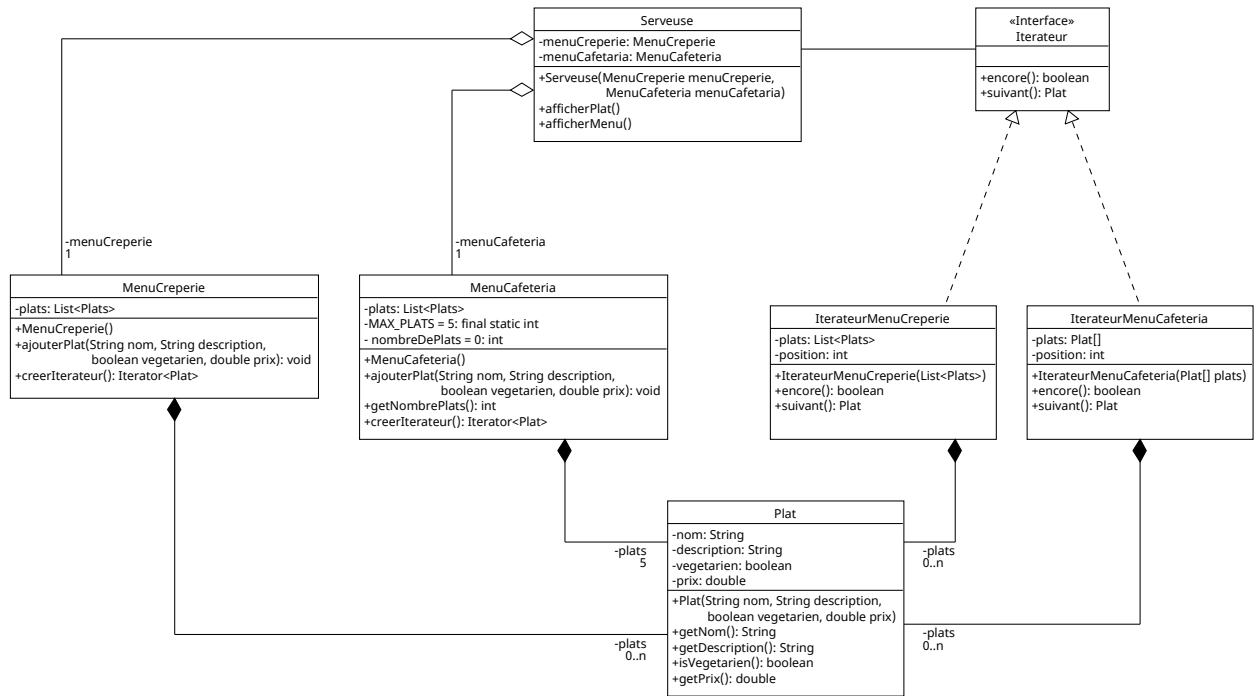 Serveuse
-menuCreperie: MenuCreperie
-menuCafetaria: MenuCafeteria
+Serveuse(MenuCreperie menuCreperie,
MenuCafeteria menuCafetaria)
+afficherPlat()
+afficherMenu()
«Interface»
Iterateur
+encore(): boolean
+suivant(): Plat
-menuCreperie
1
-menuCafeteria
1
MenuCreperie
-plats: List<Plats>
+MenuCreperie()
+ajouterPlat(String nom, String description,
boolean vegetarien, double prix): void
+creerIterateur(): Iterator<Plat>
MenuCafeteria
-plats: List<Plats>
-MAX_PLATS = 5: final static int
- nombreDePlats = 0: int
+MenuCafeteria()
+ajouterPlat(String nom, String description,
boolean vegetarien, double prix): void
+getNombrePlats(): int
+creerIterateur(): Iterator<Plat>
IterateurMenuCreperie
-plats: List<Plats>
-position: int
+IterateurMenuCreperie(List<Plats>)
+encore(): boolean
+suivant(): Plat
IterateurMenuCafeteria
-plats: Plat[]
-position: int
+IterateurMenuCafeteria(Plat[] plats)
+encore(): boolean
+suivant(): Plat
Plat
-nom: String
-description: String
-vegetarien: boolean
-prix: double
+Plat(String nom, String description,
boolean vegetarien, double prix)
+getNom(): String
+getDescription(): String
+isVegetarien(): boolean
+getPrix(): double
-plats
5
-plats
0..n
-plats
0..n
-plats
0..n